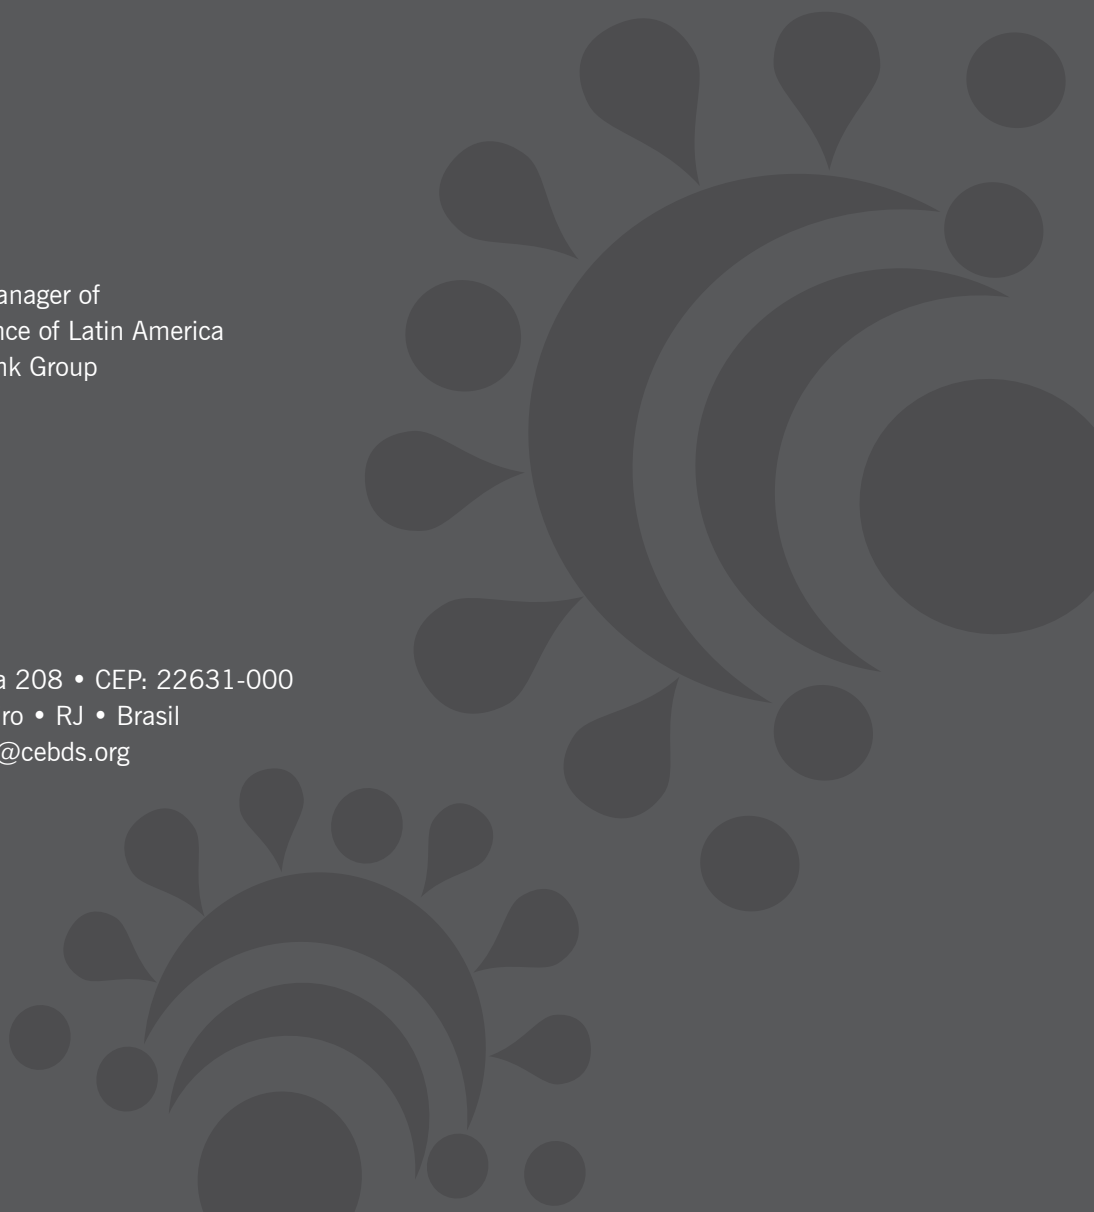 anager of
nce of Latin America
nk Group
a 208 • CEP: 22631-000
ro • RJ • Brasil
@cebds.org